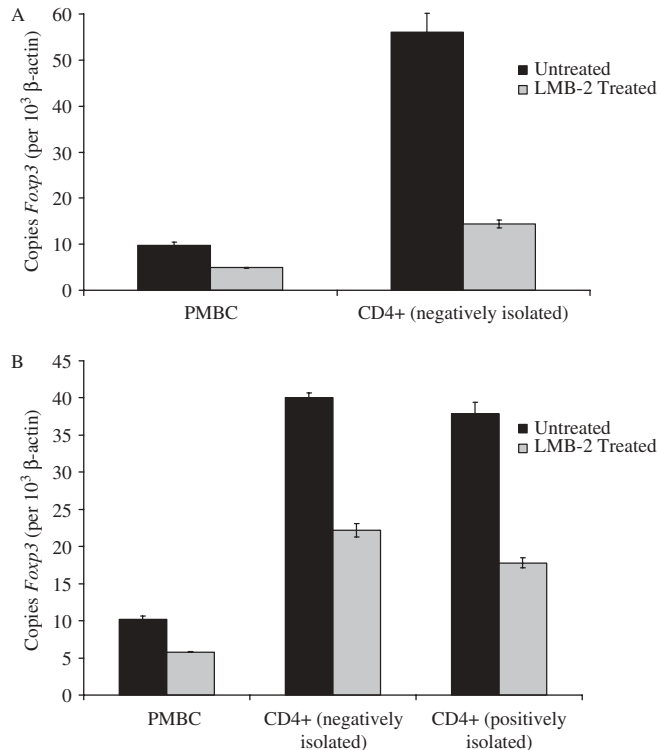 A
Copies Foxp3 (per 10³ β-actin)
60
50
40
30
20
10
0
Untreated
LMB-2 Treated
PMBC
CD4+ (negatively isolated)
B
Copies Foxp3 (per 10³ β-actin)
45
40
35
30
25
20
15
10
5
0
Untreated
LMB-2 Treated
PMBC
CD4+ (negatively
isolated)
CD4+ (positively
isolated)